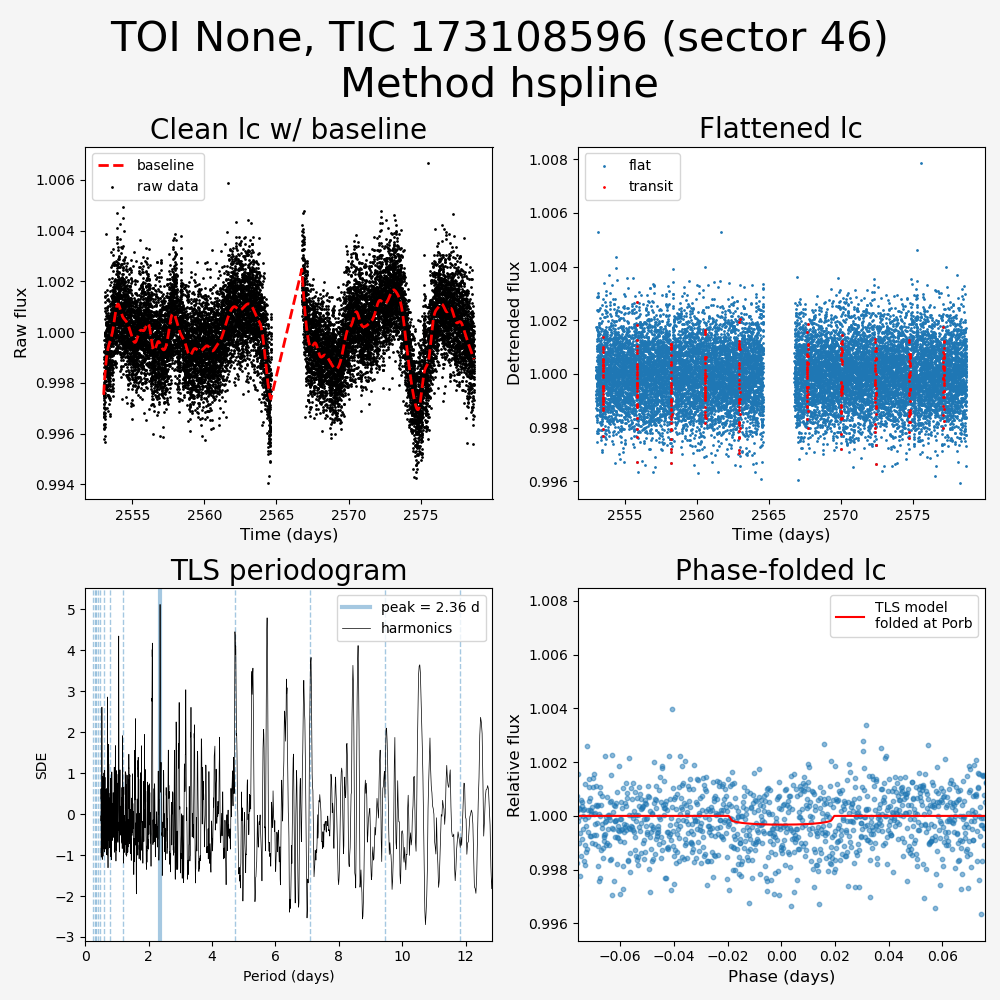 TOI None, TIC 173108596 (sector 46)
Method hspline
Clean lc w/ baseline
Flattened lc
baseline
raw data
flat
transit
1.006
1.004
1.002
1.000
0.998
0.996
0.994
Raw flux
2555
2560
2565
2570
2575
Time (days)
1.008
1.006
1.004
1.002
1.000
0.998
0.996
Detrended flux
2555
2560
2565
2570
2575
Time (days)
TLS periodogram
Phase-folded lc
peak = 2.36 d
harmonics
TLS model
folded at Porb
5
4
3
2
1
0
−1
−2
−3
SDE
0
2
4
6
8
10
12
Period (days)
1.008
1.006
1.004
1.002
1.000
0.998
0.996
Relative flux
−0.06
−0.04
−0.02
0.00
0.02
0.04
0.06
Phase (days)